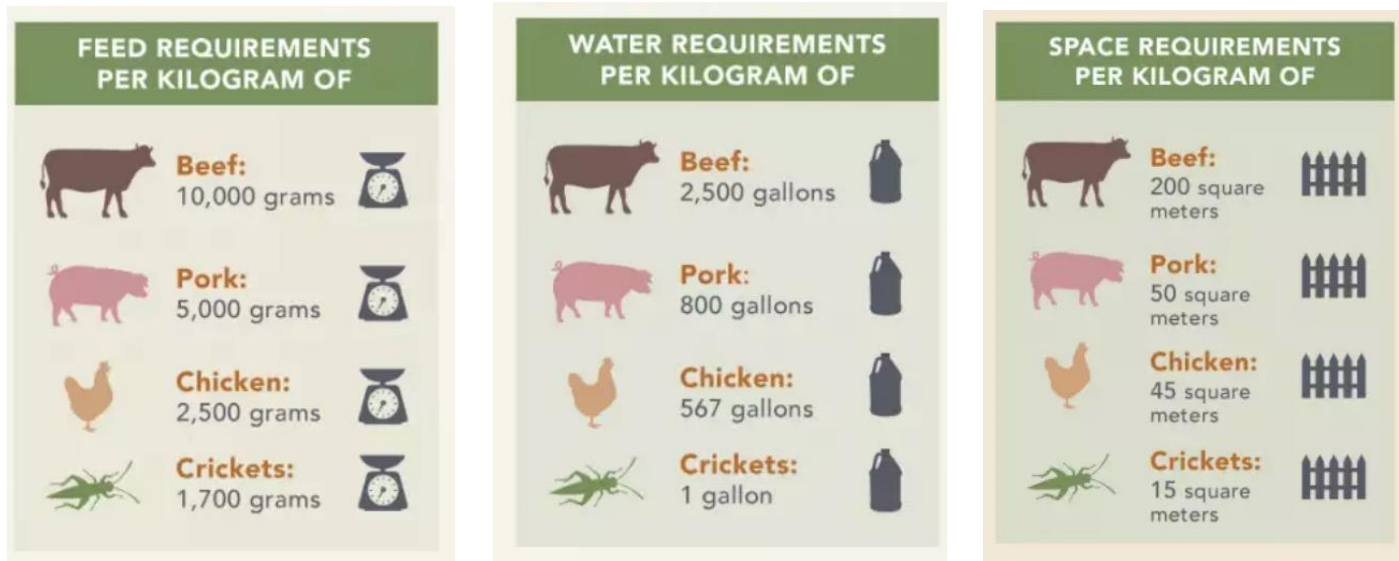 FEED REQUIREMENTS
PER KILOGRAM OF
Beef:
10,000 grams
Pork:
5,000 grams
Chicken:
2,500 grams
Crickets:
1,700 grams
WATER REQUIREMENTS
PER KILOGRAM OF
Beef:
2,500 gallons
Pork:
800 gallons
Chicken:
567 gallons
Crickets:
1 gallon
SPACE REQUIREMENTS
PER KILOGRAM OF
Beef:
200 square
meters
Pork:
50 square
meters
Chicken:
45 square
meters
Crickets:
15 square
meters